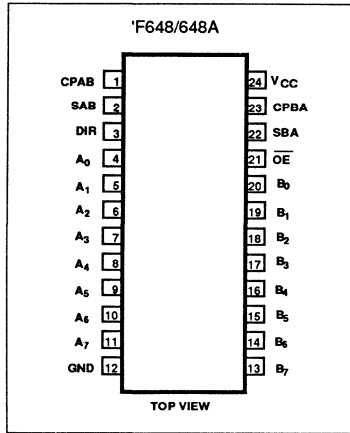 'F648/648A
CPAB 1 24 VCC
SAB 2 23 CPBA
DIR 3 22 SBA
A0 4 21 OE
A1 5 20 B0
A2 6 19 B1
A3 7 18 B2
A4 8 17 B3
A5 9 16 B4
A6 10 15 B5
A7 11 14 B6
GND 12 13 B7
TOP VIEW